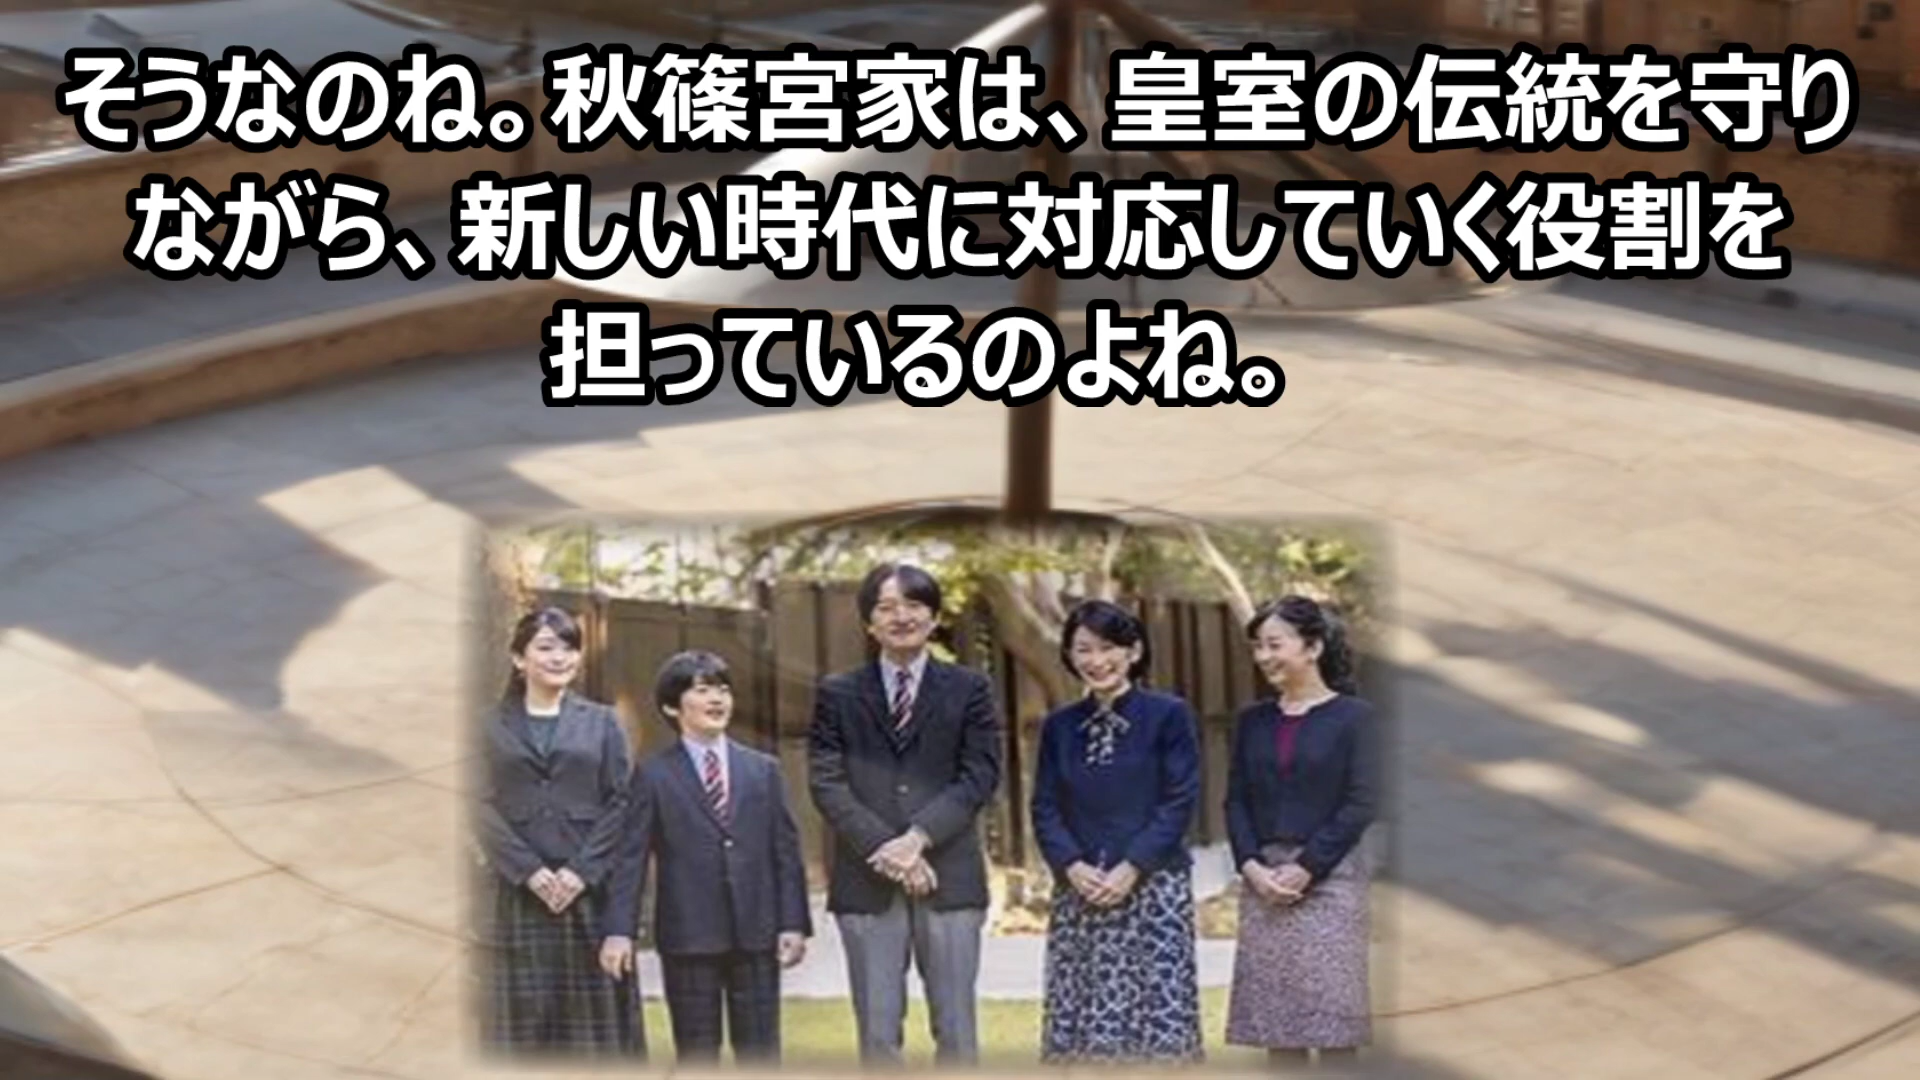 そうなのね。秋篠宮家は、皇室の伝統を守り
ながら、新しい時代に対応していく役割を
担っているのよね。